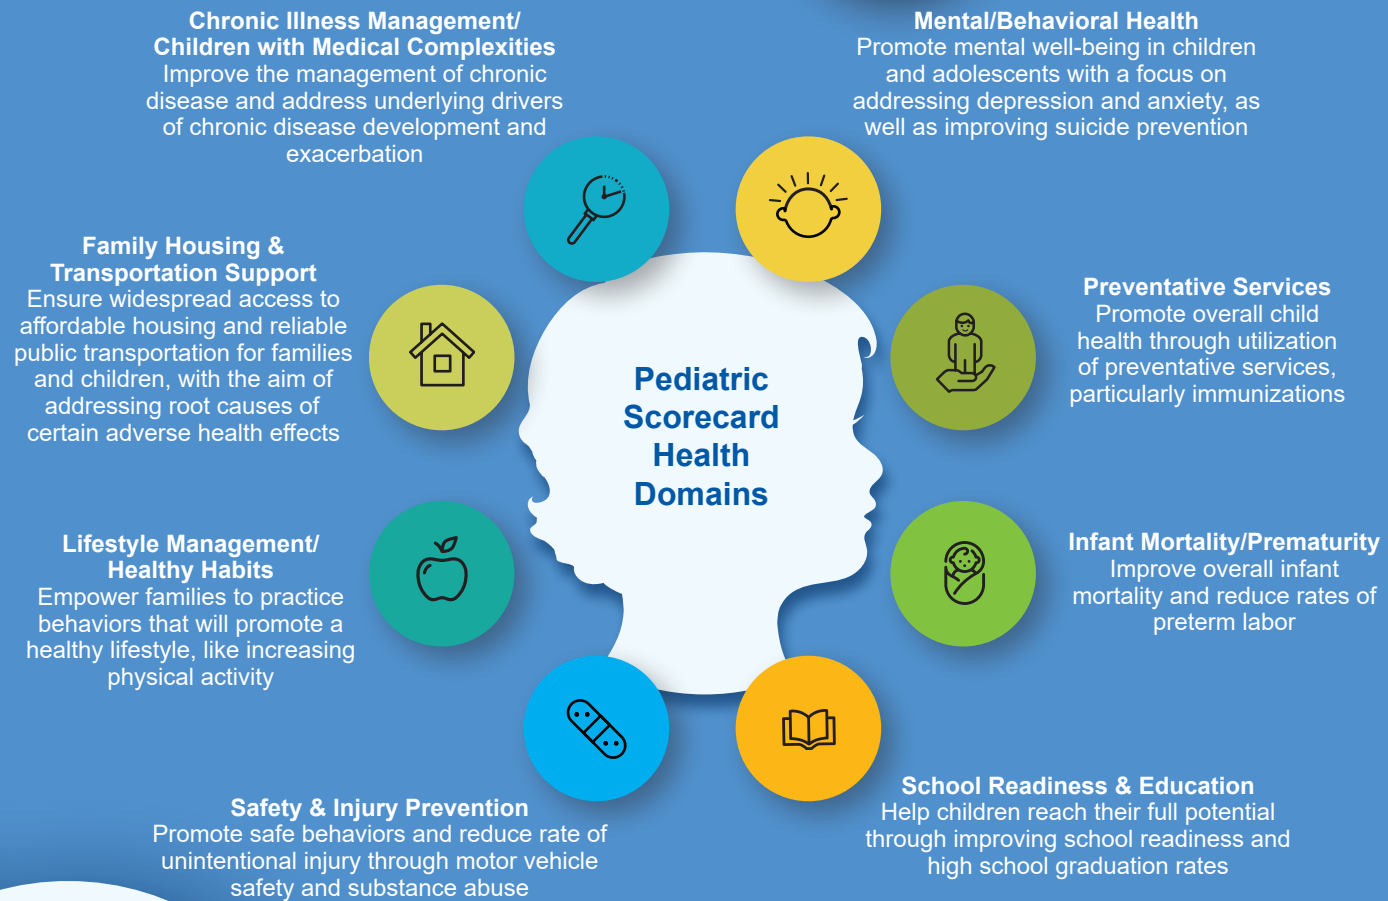 Chronic Illness Management/
Children with Medical Complexities
Improve the management of chronic
disease and address underlying drivers
of chronic disease development and
exacerbation
Mental/Behavioral Health
Promote mental well-being in children
and adolescents with a focus on
addressing depression and anxiety, as
well as improving suicide prevention
Family Housing &
Transportation Support
Ensure widespread access to
affordable housing and reliable
public transportation for families
and children, with the aim of
addressing root causes of
certain adverse health effects
Pediatric
Scorecard
Health
Domains
Preventative Services
Promote overall child
health through utilization
of preventative services,
particularly immunizations
Lifestyle Management/
Healthy Habits
Empower families to practice
behaviors that will promote a
healthy lifestyle, like increasing
physical activity
Infant Mortality/Prematurity
Improve overall infant
mortality and reduce rates of
preterm labor
Safety & Injury Prevention
Promote safe behaviors and reduce rate of
unintentional injury through motor vehicle
safety and substance abuse
School Readiness & Education
Help children reach their full potential
through improving school readiness and
high school graduation rates